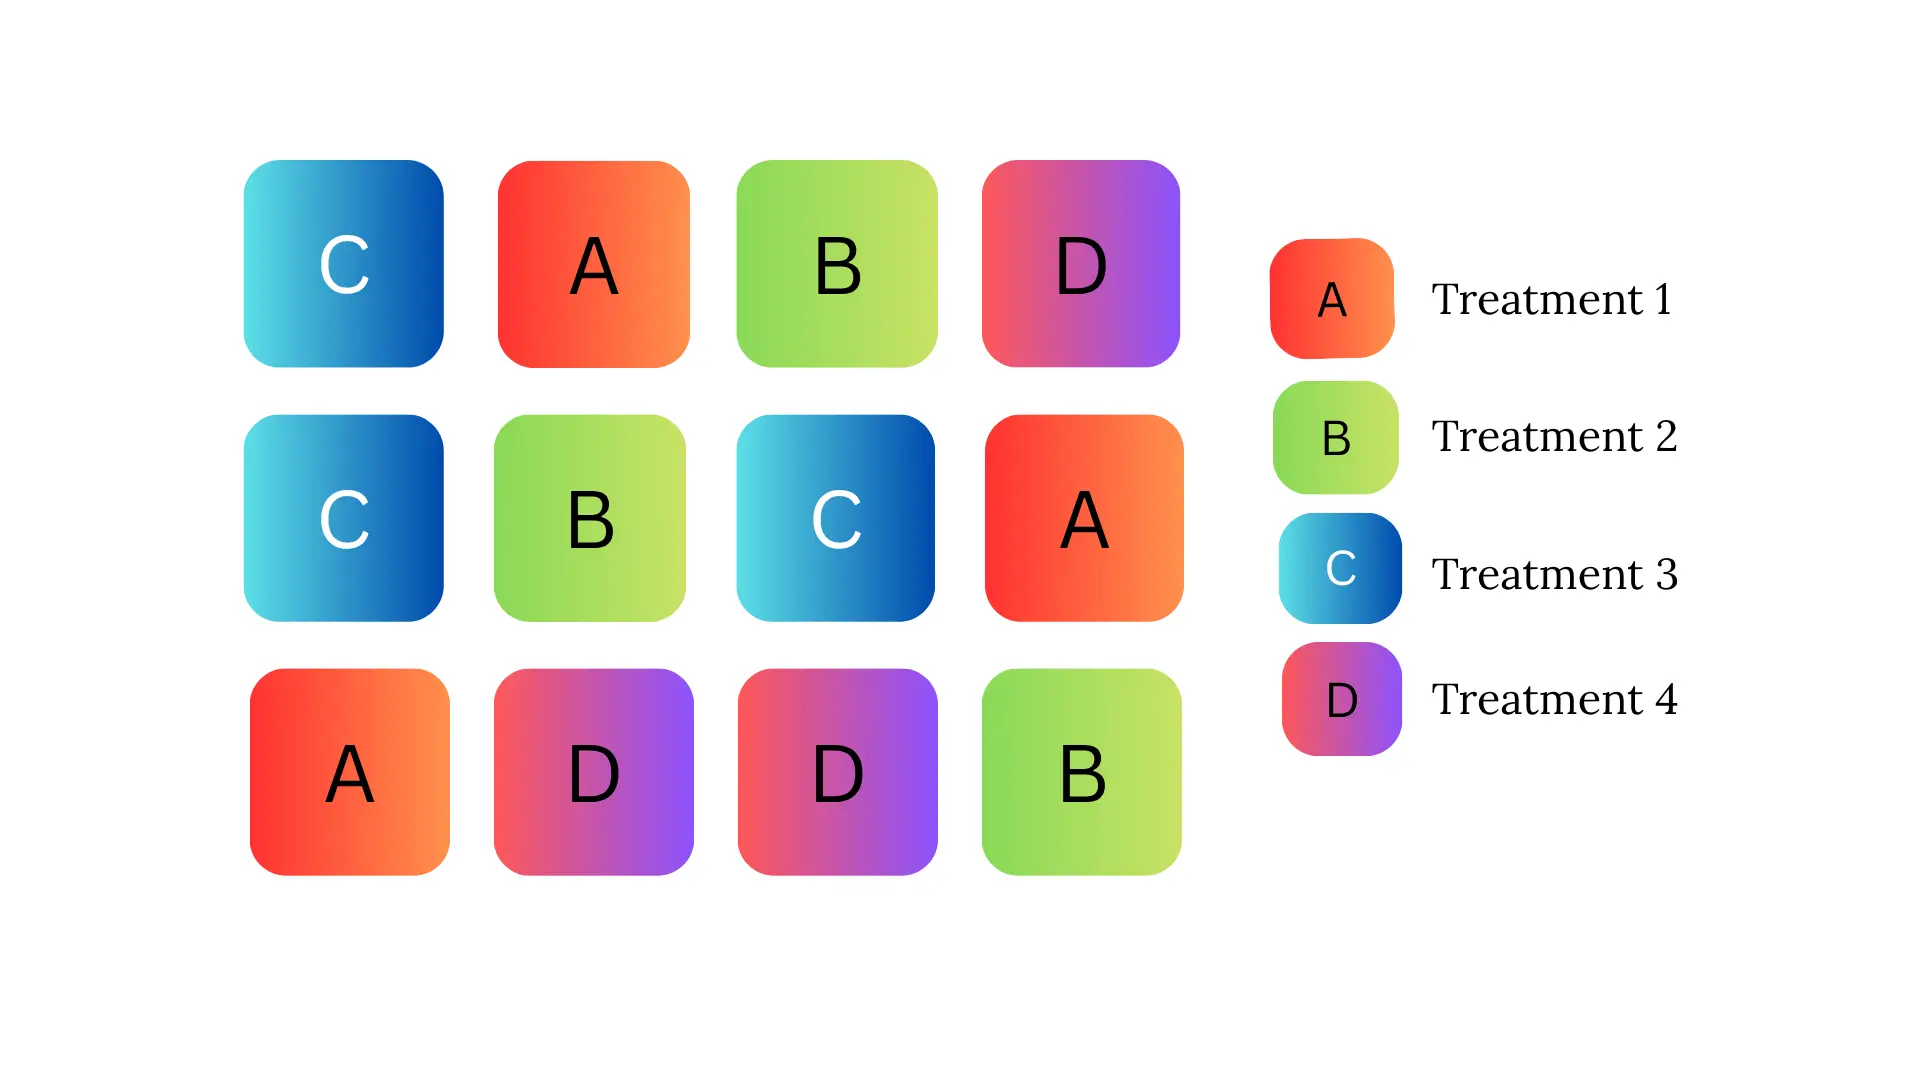 C A B D
C B C A
A D D B
A Treatment 1
B Treatment 2
C Treatment 3
D Treatment 4